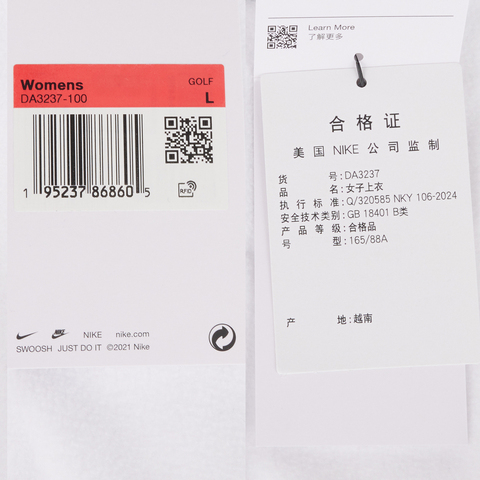 Womens
GOLF
DA3237-100
L
1 95237 86860 5
RFID
NIKE nike.com
SWOOSH JUST DO IT ©2021 Nike
Learn More
了解更多
合格证
美国 NIKE 公司监制
货 号:DA3237
品 名:女子上衣
执行标准:Q/320585 NKY 106-2024
安全技术类别:GB 18401 B类
产品等级:合格品
号 型:165/88A
产 地:越南